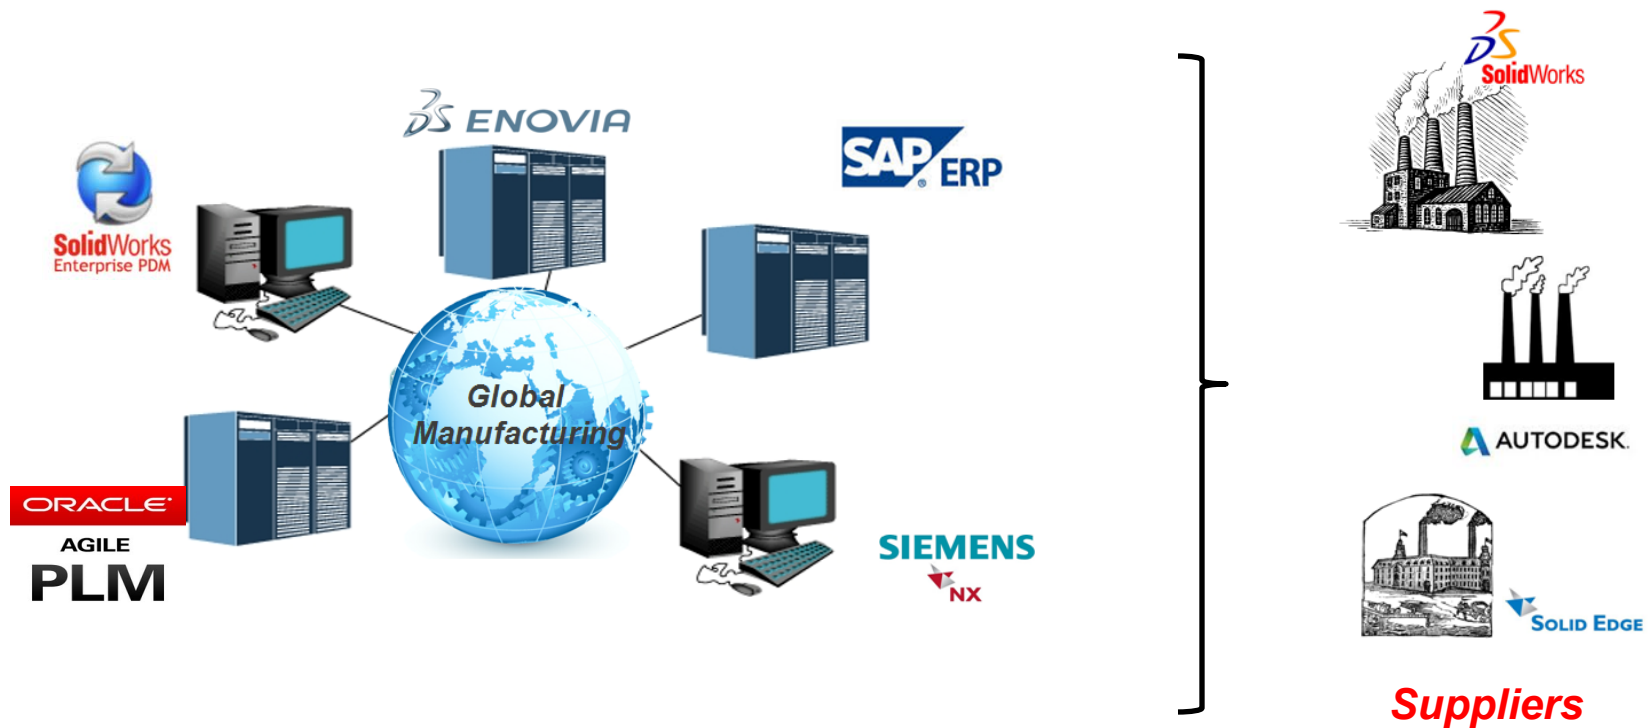 SolidWorks
Enterprise PDM
ENOVIA
SAP® ERP
Global
Manufacturing
ORACLE®
AGILE
PLM
SIEMENS
NX
SolidWorks
AUTODESK.
SOLID EDGE
Suppliers